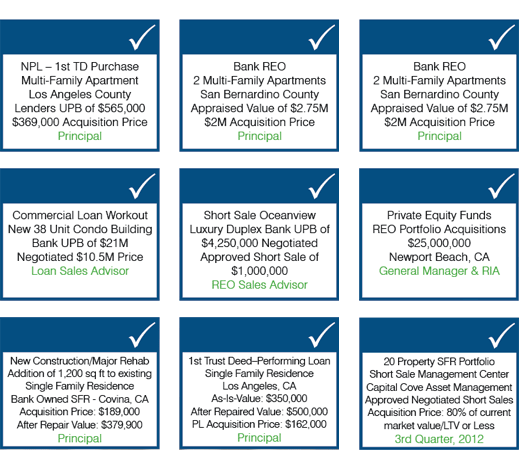 NPL – 1st TD Purchase
Multi-Family Apartment
Los Angeles County
Lenders UPB of $565,000
$369,000 Acquisition Price
Principal
Bank REO
2 Multi-Family Apartments
San Bernardino County
Appraised Value of $2.75M
$2M Acquisition Price
Principal
Bank REO
2 Multi-Family Apartments
San Bernardino County
Appraised Value of $2.75M
$2M Acquisition Price
Principal
Commercial Loan Workout
New 38 Unit Condo Building
Bank UPB of $21M
Negotiated $10.5M Price
Loan Sales Advisor
Short Sale Oceanview
Luxury Duplex Bank UPB of
$4,250,000 Negotiated
Approved Short Sale of
$1,000,000
REO Sales Advisor
Private Equity Funds
REO Portfolio Acquisitions
$25,000,000
Newport Beach, CA
General Manager & RIA
New Construction/Major Rehab
Addition of 1,200 sq ft to existing
Single Family Residence
Bank Owned SFR - Covina, CA
Acquisition Price: $189,000
After Repair Value: $379,900
Principal
1st Trust Deed–Performing Loan
Single Family Residence
Los Angeles, CA
As-Is-Value: $350,000
After Repaired Value: $500,000
PL Acquisition Price: $162,000
Principal
20 Property SFR Portfolio
Short Sale Management Center
Capital Cove Asset Management
Approved Negotiated Short Sales
Acquisition Price: 80% of current
market value/LTV or Less
3rd Quarter, 2012